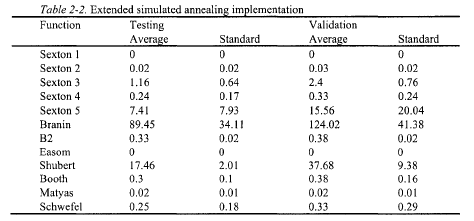 Table 2-2. Extended simulated annealing implementation
Function Testing Validation
Average Standard Average Standard
Sexton 1 0 0 0 0
Sexton 2 0.02 0.02 0.03 0.02
Sexton 3 1.16 0.64 2.4 0.76
Sexton 4 0.24 0.17 0.33 0.24
Sexton 5 7.41 7.93 15.56 20.04
Branin 89.45 34.11 124.02 41.38
B2 0.33 0.02 0.38 0.02
Easom 0 0 0 0
Shubert 17.46 2.01 37.68 9.38
Booth 0.3 0.1 0.38 0.16
Matyas 0.02 0.01 0.02 0.01
Schwefel 0.25 0.18 0.33 0.29